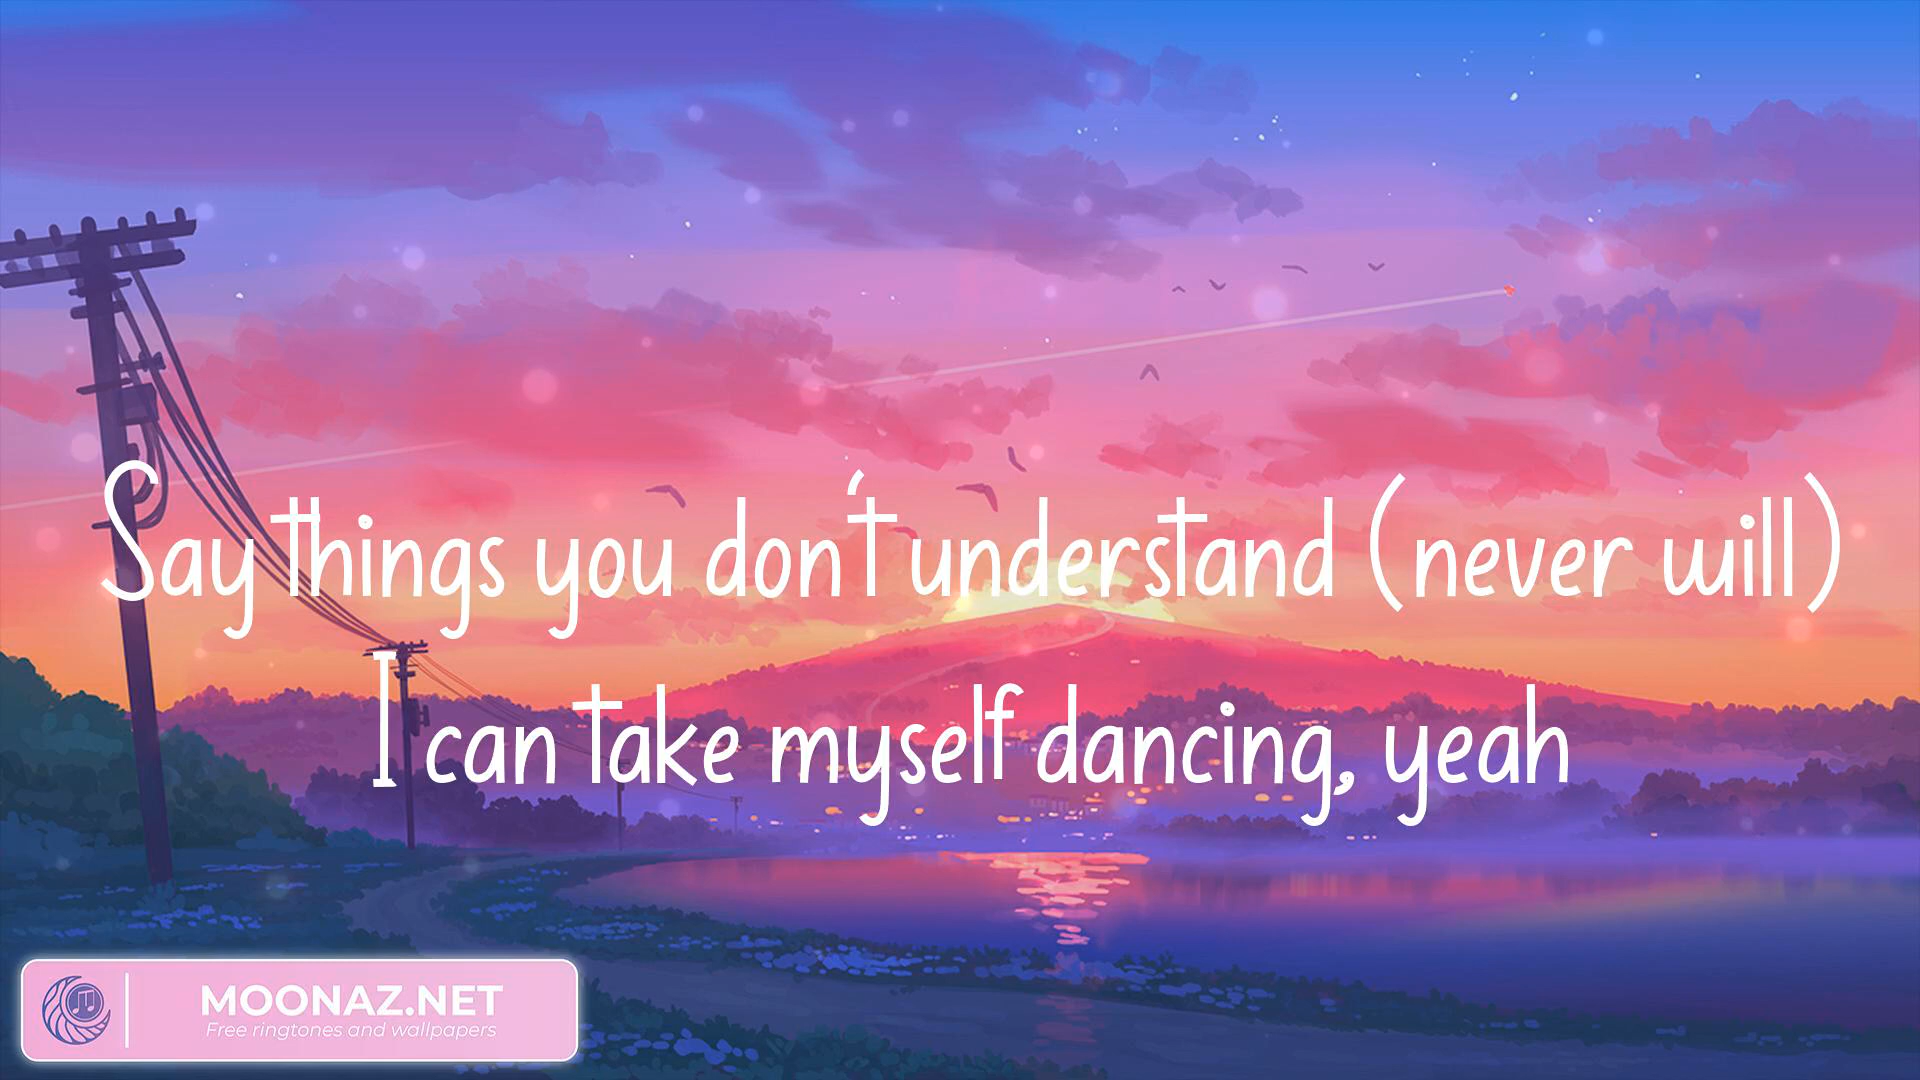 Say things you don't understand (never will)
I can take myself dancing, yeah
MOONAZ.NET
Free ringtones and wallpapers